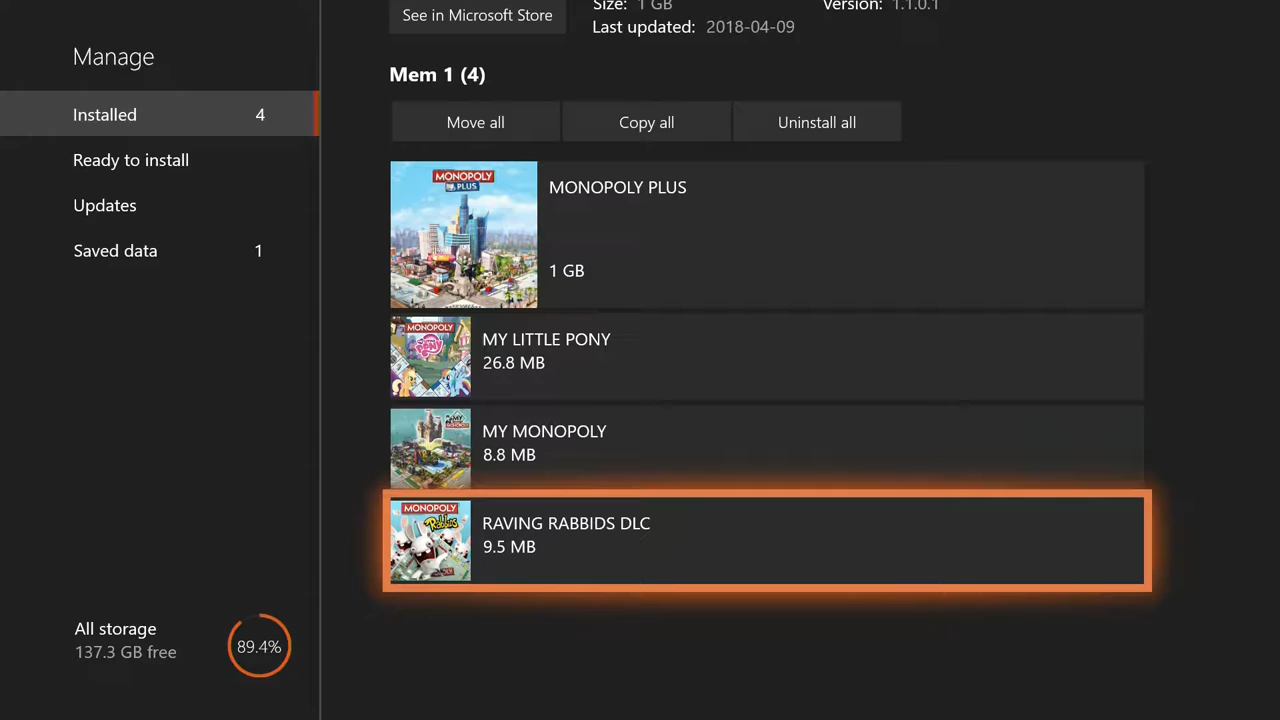 Manage
Installed 4
Ready to install
Updates
Saved data 1
All storage
137.3 GB free
89.4%
See in Microsoft Store
Size: 1 GB
Last updated: 2018-04-09
Version: 1.1.0.1
Mem 1 (4)
Move all
Copy all
Uninstall all
MONOPOLY
PLUS
MONOPOLY PLUS
1 GB
MONOPOLY
MY LITTLE PONY
26.8 MB
MY MONOPOLY
8.8 MB
MONOPOLY
Rabbids
RAVING RABBIDS DLC
9.5 MB